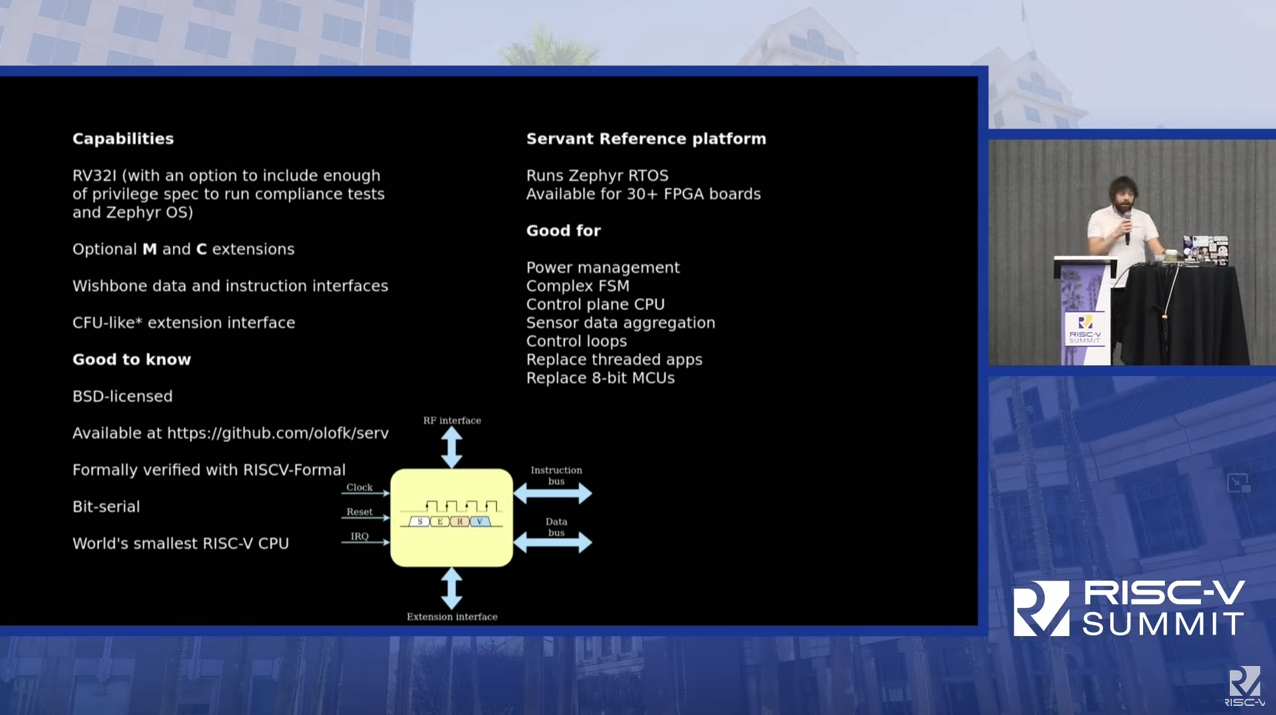 Capabilities
RV32I (with an option to include enough
of privilege spec to run compliance tests
and Zephyr OS)
Optional M and C extensions
Wishbone data and instruction interfaces
CFU-like* extension interface
Good to know
BSD-licensed
Available at https://github.com/olofk/serv
Formally verified with RISCV-Formal
Bit-serial
World's smallest RISC-V CPU
Servant Reference platform
Runs Zephyr RTOS
Available for 30+ FPGA boards
Good for
Power management
Complex FSM
Control plane CPU
Sensor data aggregation
Control loops
Replace threaded apps
Replace 8-bit MCUs
RF interface
Clock
Reset
IRQ
S E R V
Instruction
bus
Data
bus
Extension interface
RISC-V
SUMMIT
RISC-V
SUMMIT
RISC-V